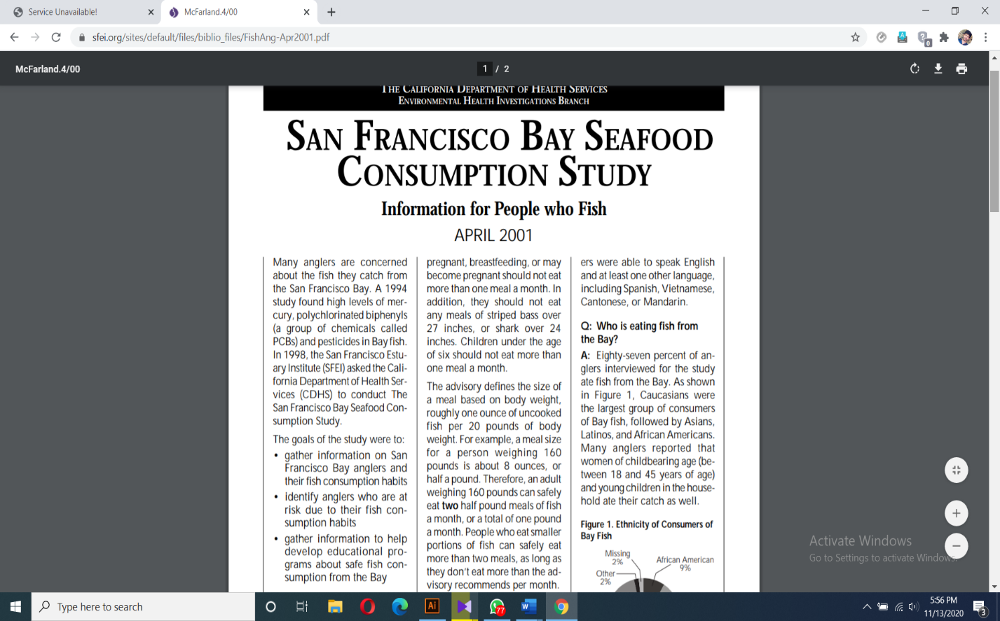 Service Unavailable!
McFarland.4/00
sfei.org/sites/default/files/biblio_files/FishAng-Apr2001.pdf
0
McFarland.4/00
1 / 2
THE CALIFORNIA DEPARTMENT OF HEALTH SERVICES
ENVIRONMENTAL HEALTH INVESTIGATIONS BRANCH
SAN FRANCISCO BAY SEAFOOD
CONSUMPTION STUDY
Information for People who Fish
APRIL 2001
Many anglers are concerned
about the fish they catch from
the San Francisco Bay. A 1994
study found high levels of mer-
cury, polychlorinated biphenyls
(a group of chemicals called
PCBs) and pesticides in Bay fish.
In 1998, the San Francisco Estu-
ary Institute (SFEI) asked the Cali-
fornia Department of Health Ser-
vices (CDHS) to conduct The
San Francisco Bay Seafood Con-
sumption Study.
The goals of the study were to:
• gather information on San
Francisco Bay anglers and
their fish consumption habits
• identify anglers who are at
risk due to their fish con-
sumption habits
• gather information to help
develop educational pro-
grams about safe fish con-
sumption from the Bay
pregnant, breastfeeding, or may
become pregnant should not eat
more than one meal a month. In
addition, they should not eat
any meals of striped bass over
27 inches, or shark over 24
inches. Children under the age
of six should not eat more than
one meal a month.
The advisory defines the size of
a meal based on body weight,
roughly one ounce of uncooked
fish per 20 pounds of body
weight. For example, a meal size
for a person weighing 160
pounds is about 8 ounces, or
half a pound. Therefore, an adult
weighing 160 pounds can safely
eat two half pound meals of fish
a month, or a total of one pound
a month. People who eat smaller
portions of fish can safely eat
more than two meals, as long as
they don't eat more than the ad-
visory recommends per month.
ers were able to speak English
and at least one other language,
including Spanish, Vietnamese,
Cantonese, or Mandarin.
Q: Who is eating fish from
the Bay?
A: Eighty-seven percent of an-
glers interviewed for the study
ate fish from the Bay. As shown
in Figure 1, Caucasians were
the largest group of consumers
of Bay fish, followed by Asians,
Latinos, and African Americans.
Many anglers reported that
women of childbearing age (be-
tween 18 and 45 years of age)
and young children in the house-
hold ate their catch as well.
Figure 1. Ethnicity of Consumers of
Bay Fish
Missing
2%
African American
9%
Other
2%
Activate Windows
Go to Settings to activate Windows.
Type here to search
Ai
77
W
5:56 PM
11/13/2020
3